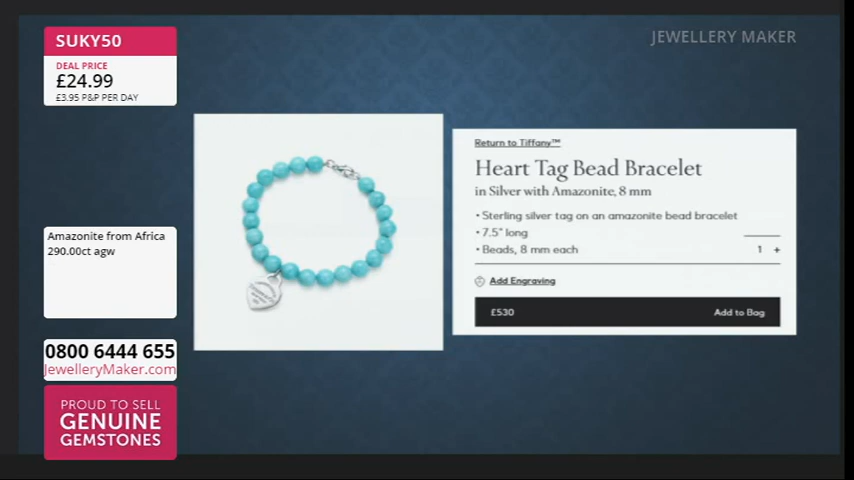 SUKY50
DEAL PRICE
£24.99
£3.95 P&P PER DAY
JEWELLERY MAKER
Return to Tiffany™
Heart Tag Bead Bracelet
in Silver with Amazonite, 8 mm
• Sterling silver tag on an amazonite bead bracelet
• 7.5" long
• Beads, 8 mm each
1 +
Add Engraving
£530
Add to Bag
Amazonite from Africa
290.00ct agw
0800 6444 655
JewelleryMaker.com
PROUD TO SELL
GENUINE
GEMSTONES